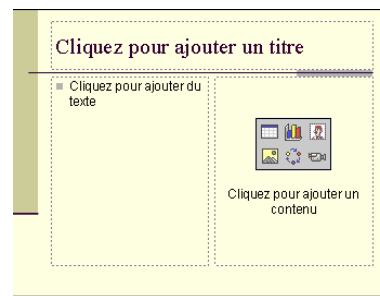 Cliquez pour ajouter un titre
Cliquez pour ajouter du
texte
Cliquez pour ajouter un
contenu